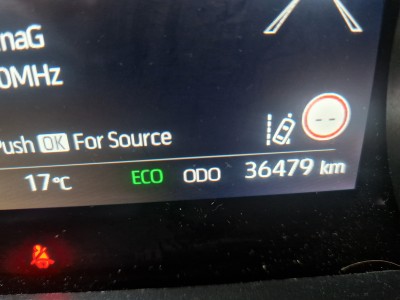 naG
0MHz
Push OK For Source
17°C ECO ODO 36479 km